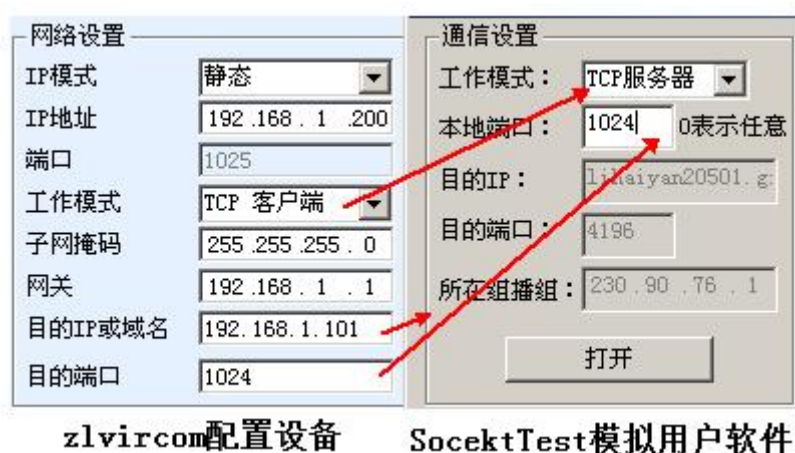 网络设置
IP模式 静态
IP地址 192 .168 . 1 .200
端口 1025
工作模式 TCP 客户端
子网掩码 255 .255 .255 . 0
网关 192 .168 . 1 . 1
目的IP或域名 192.168.1.101
目的端口 1024
zlvircom配置设备
通信设置
工作模式： TCP服务器
本地端口： 1024 0表示任意
目的IP： lihaiyan20501.g
目的端口： 4196
所在组播组： 230 .90 .76 . 1
打开
SocektTest模拟用户软件